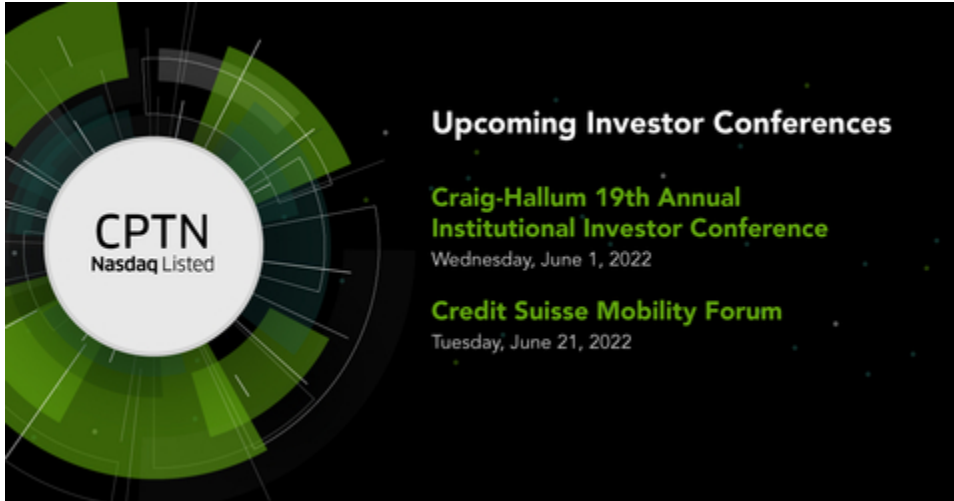 CPTN
Nasdaq Listed
Upcoming Investor Conferences
Craig-Hallum 19th Annual
Institutional Investor Conference
Wednesday, June 1, 2022
Credit Suisse Mobility Forum
Tuesday, June 21, 2022